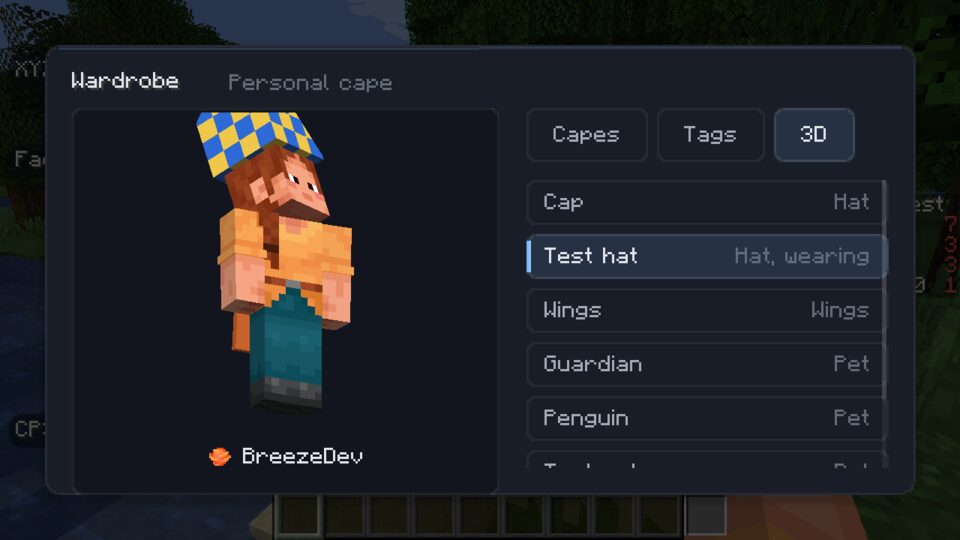 Wardrobe
Personal cape
Capes
Tags
3D
Cap
Hat
Test hat
Hat, wearing
Wings
Wings
Guardian
Pet
Penguin
Pet
BreezeDev